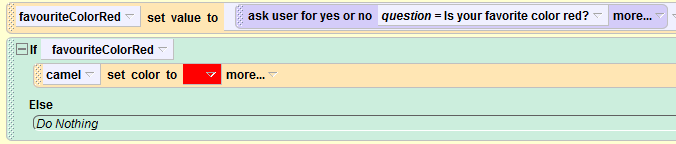 favouriteColorRed set value to ask user for yes or no question = Is your favorite color red? more...
If favouriteColorRed
camel set color to more...
Else
Do Nothing